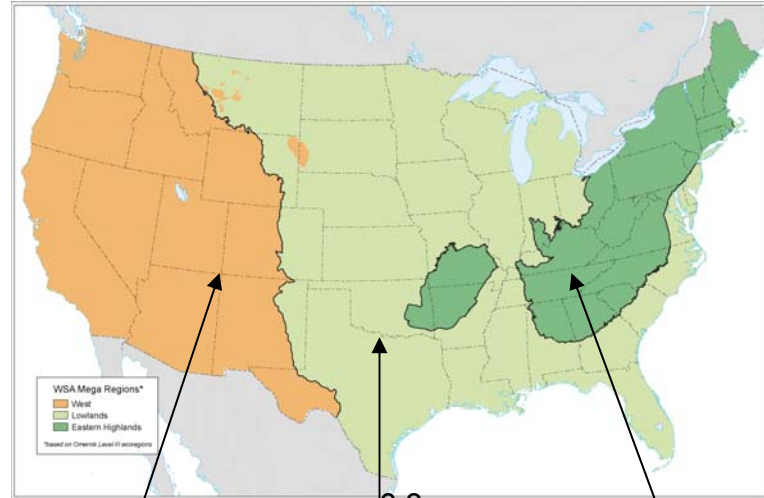 WSA Mega Regions*
West
Lowlands
Eastern Highlands
*based on Omernik Level III ecoregions